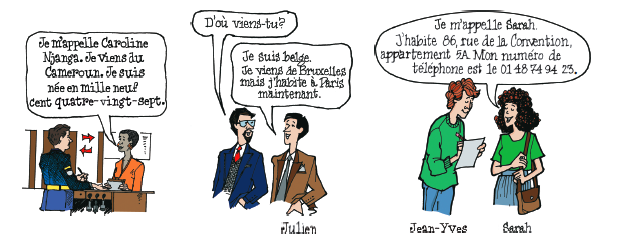 Je m'appelle Caroline
Njanga. Je viens du
Cameroun. Je suis
née en mille neuf
cent quatre-vingt-sept.
D'où viens-tu?
Je suis belge.
Je viens de Bruxelles
mais j'habite à Paris
maintenant.
Julien
Je m'appelle Sarah.
J'habite 86, rue de la Convention,
appartement 5A. Mon numéro de
téléphone est le 01 48 74 94 23.
Jean-Yves
Sarah